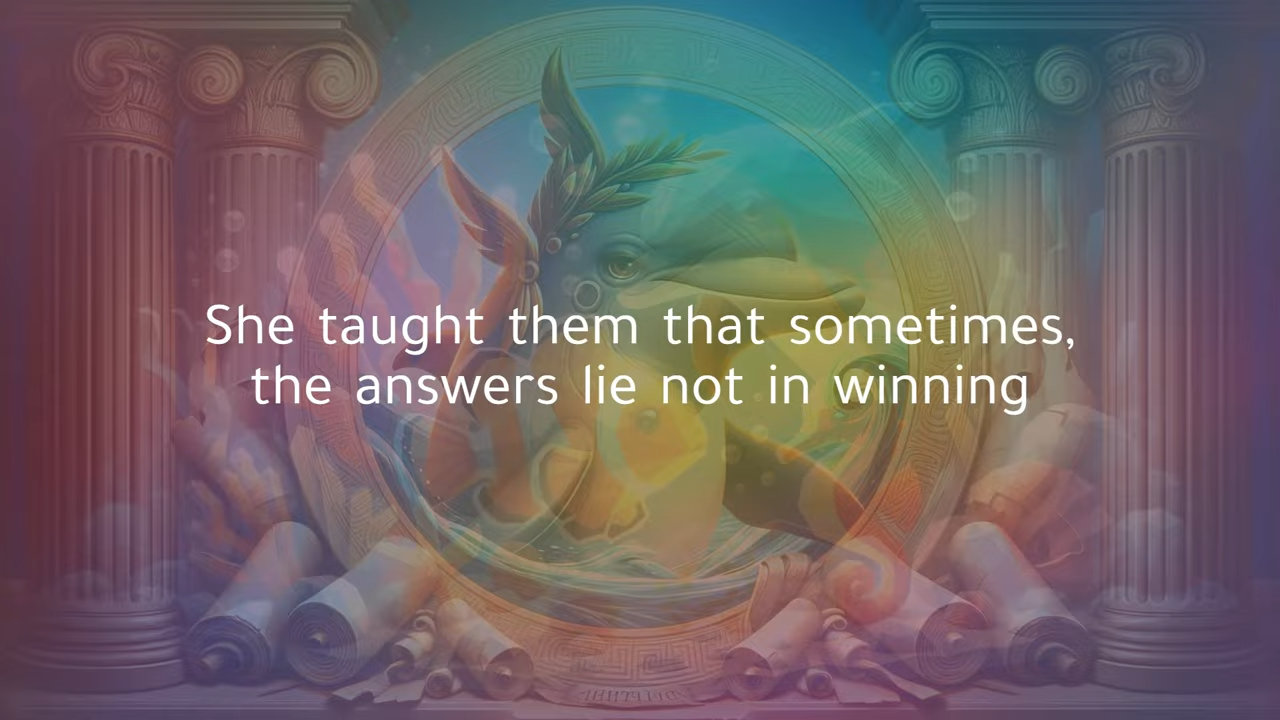 She taught them that sometimes,
the answers lie not in winning